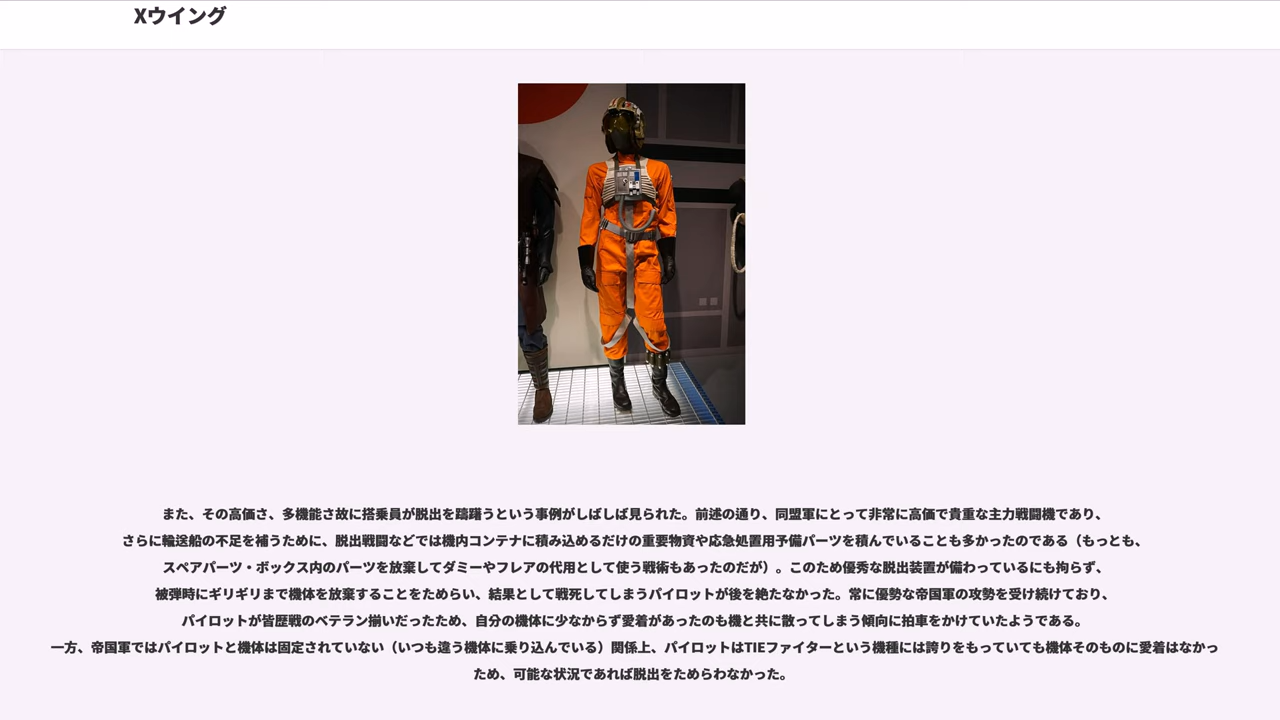 Xウイング
また、その高価さ、多機能さ故に搭乗員が脱出を躊躇うという事例がしばしば見られた。前述の通り、同盟軍にとって非常に高価で貴重な主力戦闘機であり、
さらに輸送船の不足を補うために、脱出戦闘などでは機内コンテナに積み込めるだけの重要物資や応急処置用予備パーツを積んでいることも多かったのである（もっとも、
スペアパーツ・ボックス内のパーツを放棄してダミーやフレアの代用として使う戦術もあったのだが）。このため優秀な脱出装置が備わっているにも拘らず、
被弾時にギリギリまで機体を放棄することをためらい、結果として戦死してしまうパイロットが後を絶たなかった。常に優勢な帝国軍の攻勢を受け続けており、
パイロットが皆歴戦のベテラン揃いだったため、自分の機体に少なからず愛着があったのも機と共に散ってしまう傾向に拍車をかけていたようである。
一方、帝国軍ではパイロットと機体は固定されていない（いつも違う機体に乗り込んでいる）関係上、パイロットはTIEファイターという機種には誇りをもっていても機体そのものに愛着はなかっ
ため、可能な状況であれば脱出をためらわなかった。